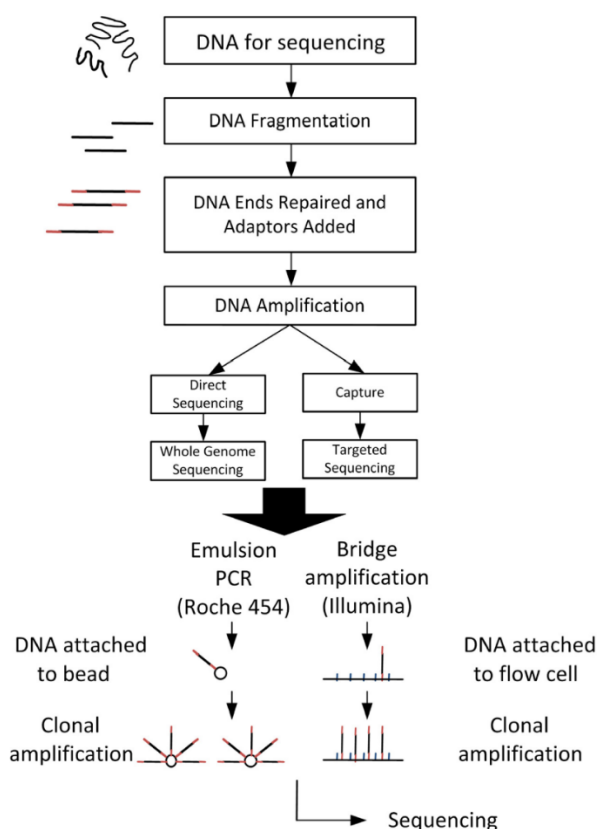 DNA for sequencing
DNA Fragmentation
DNA Ends Repaired and
Adaptors Added
DNA Amplification
Direct
Sequencing
Capture
Whole Genome
Sequencing
Targeted
Sequencing
Emulsion
PCR
(Roche 454)
Bridge
amplification
(Illumina)
DNA attached
to bead
DNA attached
to flow cell
Clonal
amplification
Clonal
amplification
Sequencing